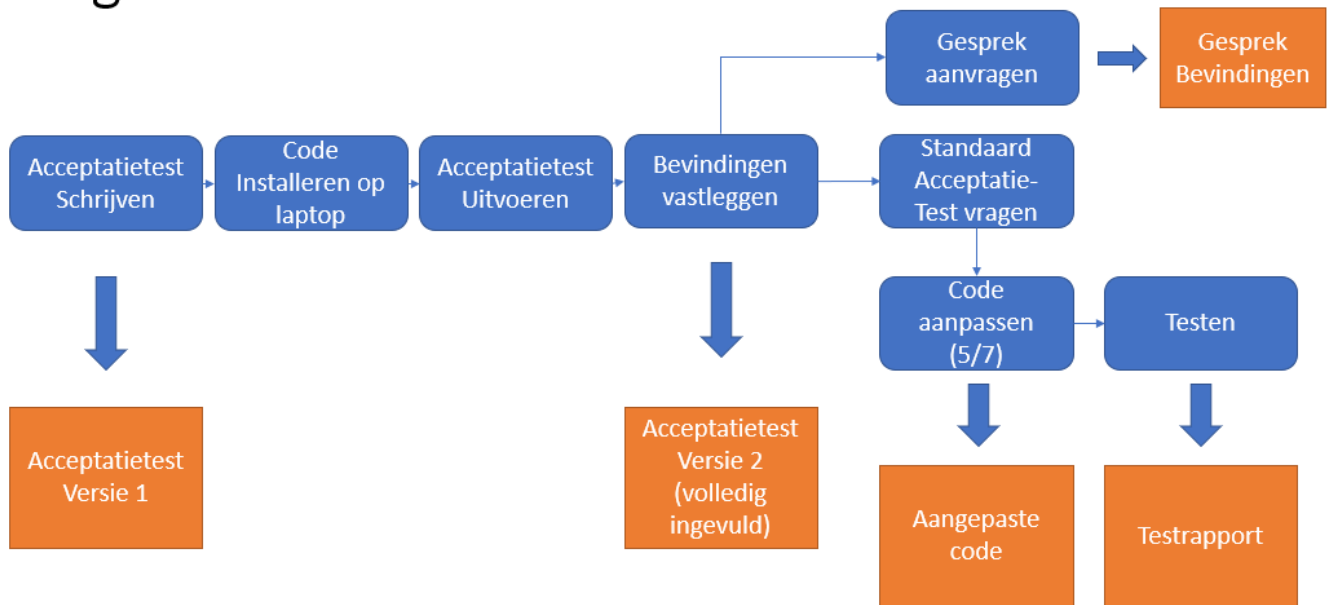 Gesprek
aanvragen
Gesprek
Bevindingen
Acceptatietest
Schrijven
Code
Installeren op
laptop
Acceptatietest
Uitvoeren
Bevindingen
vastleggen
Standaard
Acceptatie-
Test vragen
Code
aanpassen
(5/7)
Testen
Acceptatietest
Versie 1
Acceptatietest
Versie 2
(volledig
ingevuld)
Aangepaste
code
Testrapport